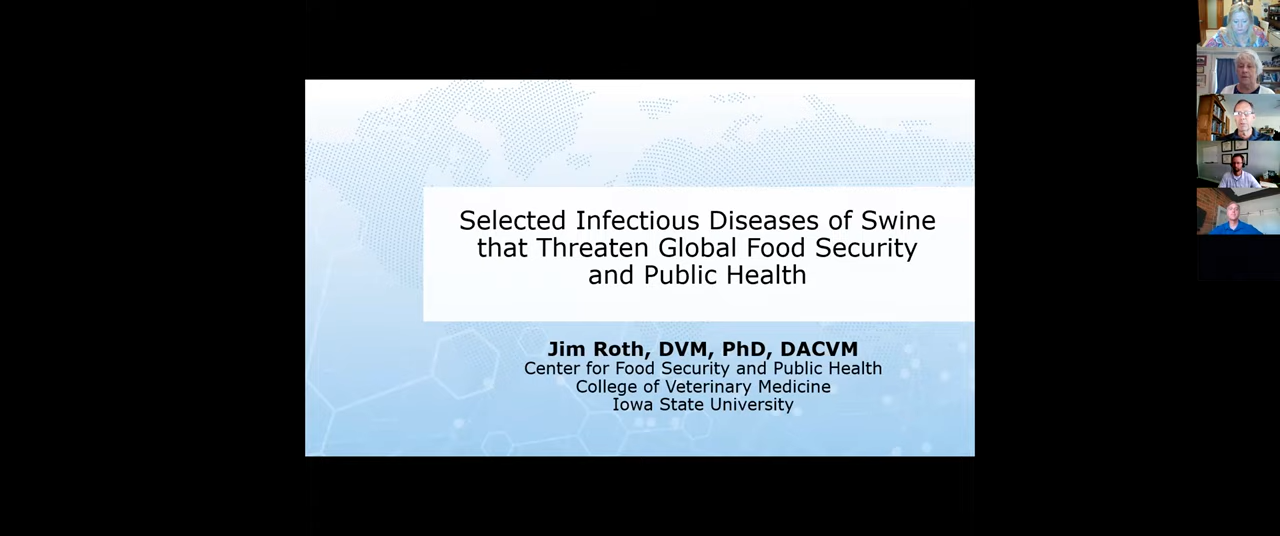 Selected Infectious Diseases of Swine
that Threaten Global Food Security
and Public Health
Jim Roth, DVM, PhD, DACVM
Center for Food Security and Public Health
College of Veterinary Medicine
Iowa State University